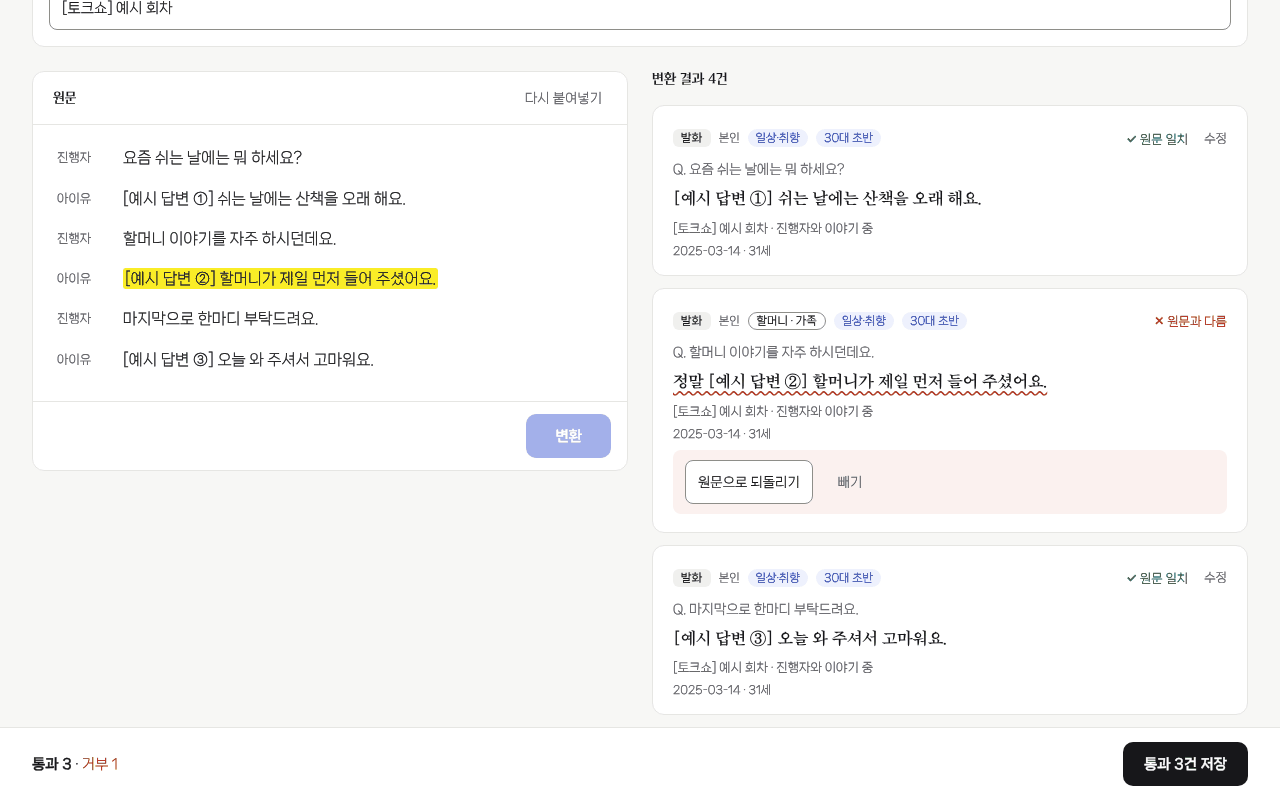 [토크쇼] 예시 회차
원문
다시 붙여넣기
진행자 요즘 쉬는 날에는 뭐 하세요?
아이유 [예시 답변 ①] 쉬는 날에는 산책을 오래 해요.
진행자 할머니 이야기를 자주 하시던데요.
아이유 [예시 답변 ②] 할머니가 제일 먼저 들어 주셨어요.
진행자 마지막으로 한마디 부탁드려요.
아이유 [예시 답변 ③] 오늘 와 주셔서 고마워요.
변환
변환 결과 4건
발화 본인 일상·취향 30대 초반 ✓ 원문 일치 수정
Q. 요즘 쉬는 날에는 뭐 하세요?
[예시 답변 ①] 쉬는 날에는 산책을 오래 해요.
[토크쇼] 예시 회차 · 진행자와 이야기 중
2025-03-14 · 31세
발화 본인 할머니 · 가족 일상·취향 30대 초반 ✕ 원문과 다름
Q. 할머니 이야기를 자주 하시던데요.
정말 [예시 답변 ②] 할머니가 제일 먼저 들어 주셨어요.
[토크쇼] 예시 회차 · 진행자와 이야기 중
2025-03-14 · 31세
원문으로 되돌리기 빼기
발화 본인 일상·취향 30대 초반 ✓ 원문 일치 수정
Q. 마지막으로 한마디 부탁드려요.
[예시 답변 ③] 오늘 와 주셔서 고마워요.
[토크쇼] 예시 회차 · 진행자와 이야기 중
2025-03-14 · 31세
통과 3 · 거부 1
통과 3건 저장